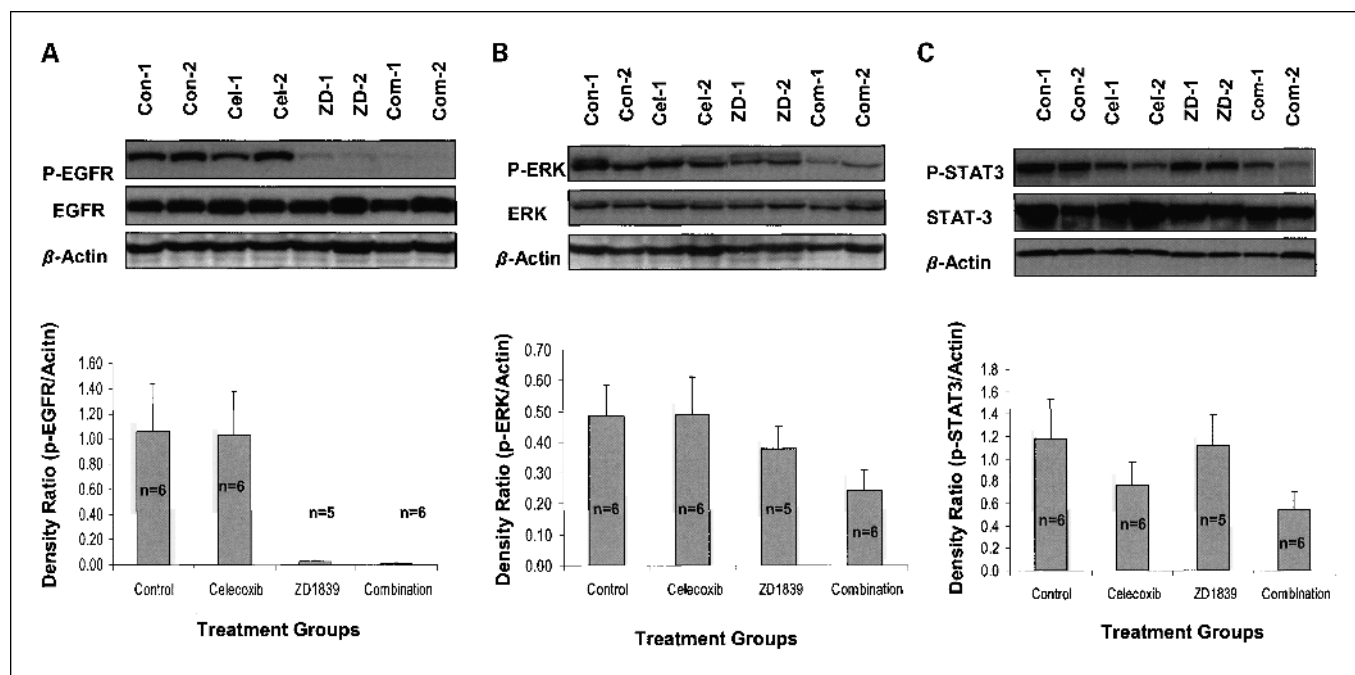 A
Con-1
Con-2
Cel-1
Cel-2
ZD-1
ZD-2
Com-1
Com-2
P-EGFR
EGFR
β-Actin
Density Ratio (p-EGFR/Acitn)
1.60
1.40
1.20
1.00
0.80
0.60
0.40
0.20
0.00
n=6
n=6
n=5
n=6
Control
Celecoxib
ZD1839
Combination
Treatment Groups
B
Con-1
Con-2
Cel-1
Cel-2
ZD-1
ZD-2
Com-1
Com-2
P-ERK
ERK
β-Actin
Density Ratio (p-ERK/Actin)
0.70
0.60
0.50
0.40
0.30
0.20
0.10
0.00
n=6
n=6
n=5
n=6
Control
Celecoxib
ZD1839
Combination
Treatment Groups
C
Con-1
Con-2
Cel-1
Cel-2
ZD-1
ZD-2
Com-1
Com-2
P-STAT3
STAT-3
β-Actin
Density Ratio (p-STAT3/Actin)
1.8
1.6
1.4
1.2
1.0
0.8
0.6
0.4
0.2
0.0
n=6
n=6
n=5
n=6
Control
Celecoxib
ZD1839
Combination
Treatment Groups